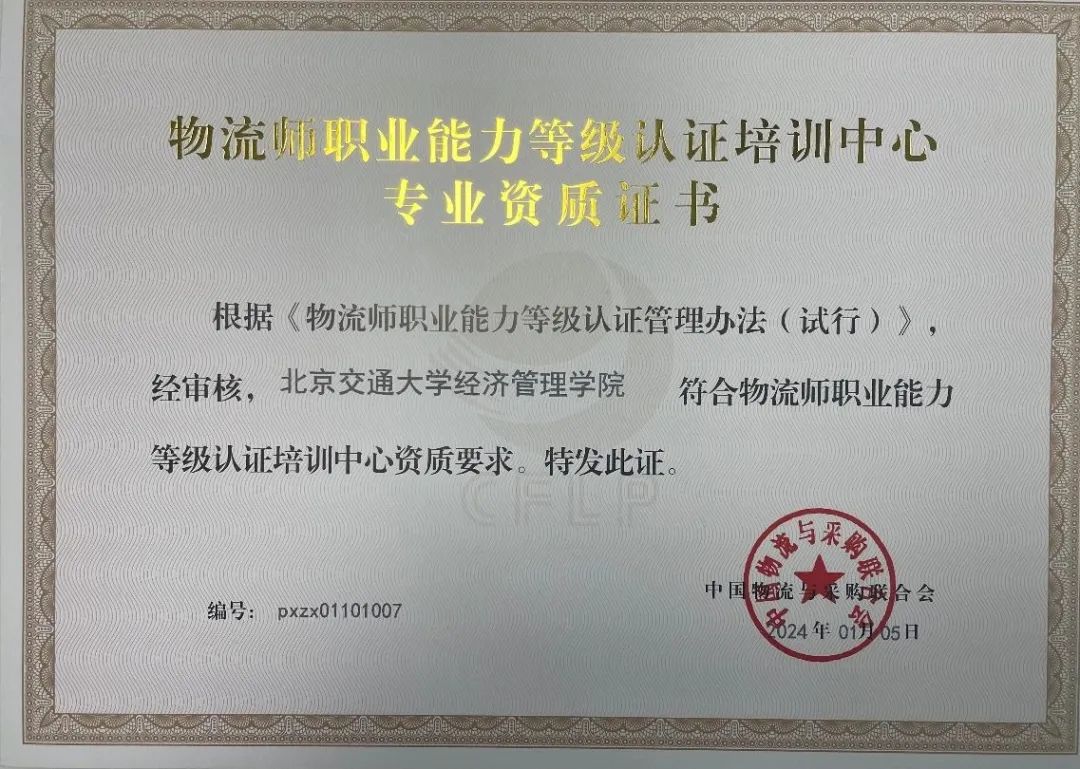 物流师职业能力等级认证培训中心
专业资质证书
根据《物流师职业能力等级认证管理办法（试行）》，
经审核， 北京交通大学经济管理学院 符合物流师职业能力
等级认证培训中心资质要求。特发此证。
CFLP
中国物流与采购联合会
中国物流与采购联合会
编号： pxzx01101007
2024 年 01月 05日